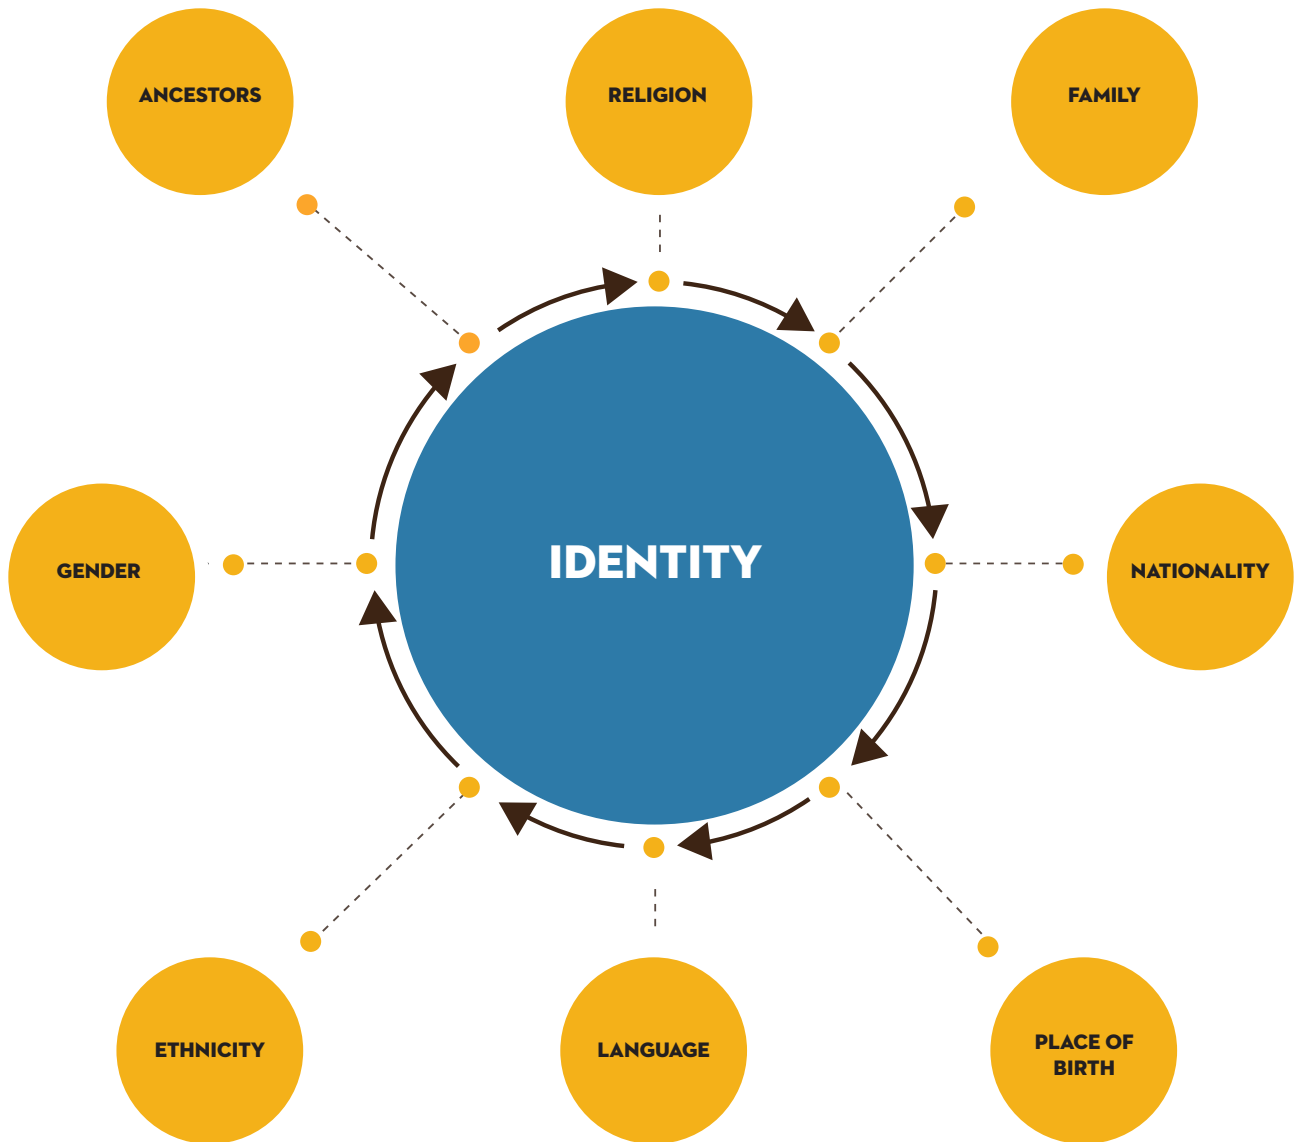 ANCESTORS
RELIGION
FAMILY
GENDER
IDENTITY
NATIONALITY
ETHNICITY
LANGUAGE
PLACE OF
BIRTH